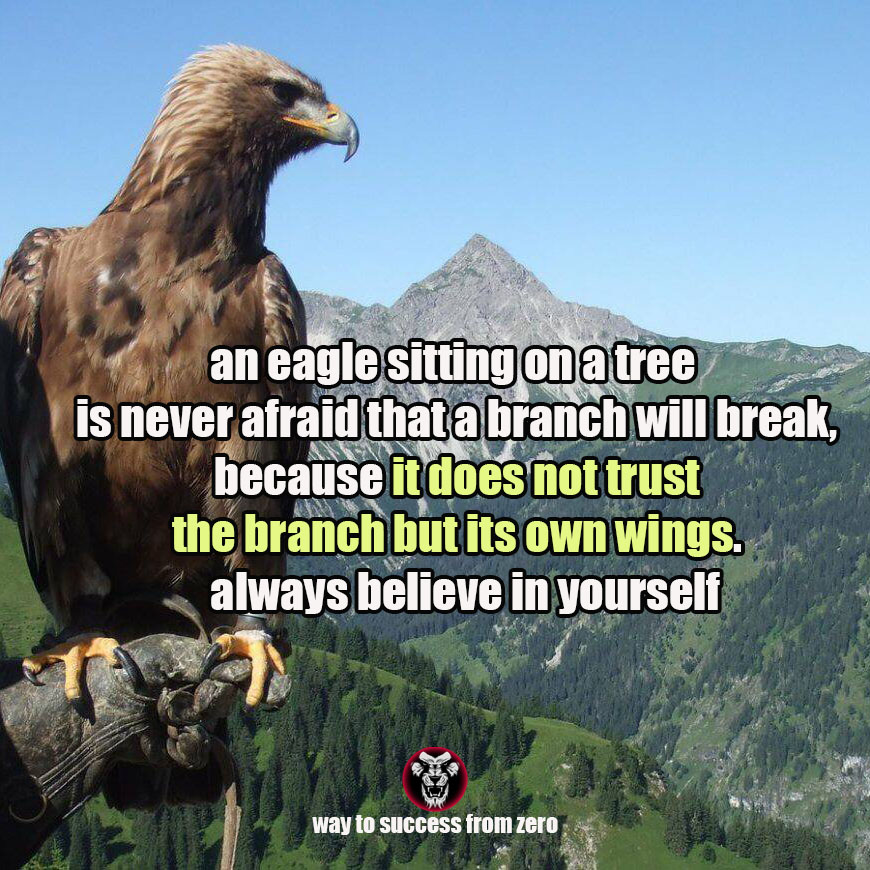 an eagle sitting on a tree
is never afraid that a branch will break,
because it does not trust
the branch but its own wings.
always believe in yourself
way to success from zero